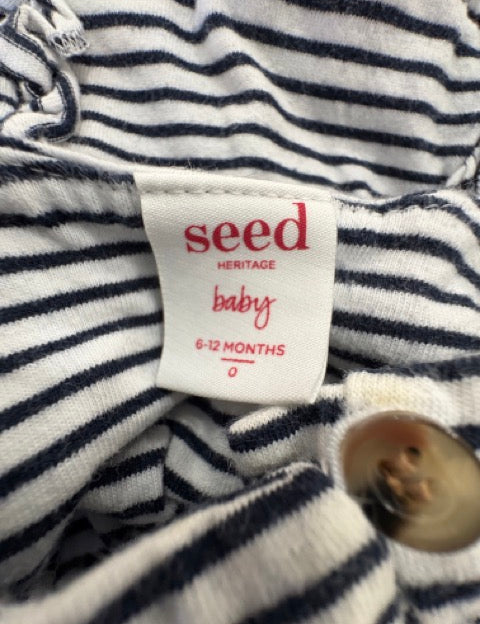 seed
HERITAGE
baby
6-12 MONTHS
0